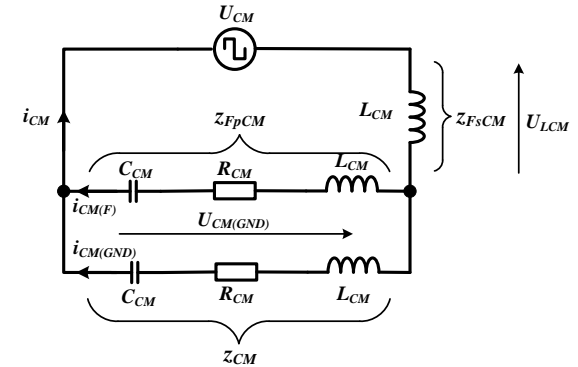 U_CM
i_CM
z_FpCM
L_CM
z_FsCM
U_LCM
C_CM
R_CM
L_CM
i_CM(F)
U_CM(GND)
i_CM(GND)
C_CM
R_CM
L_CM
z_CM